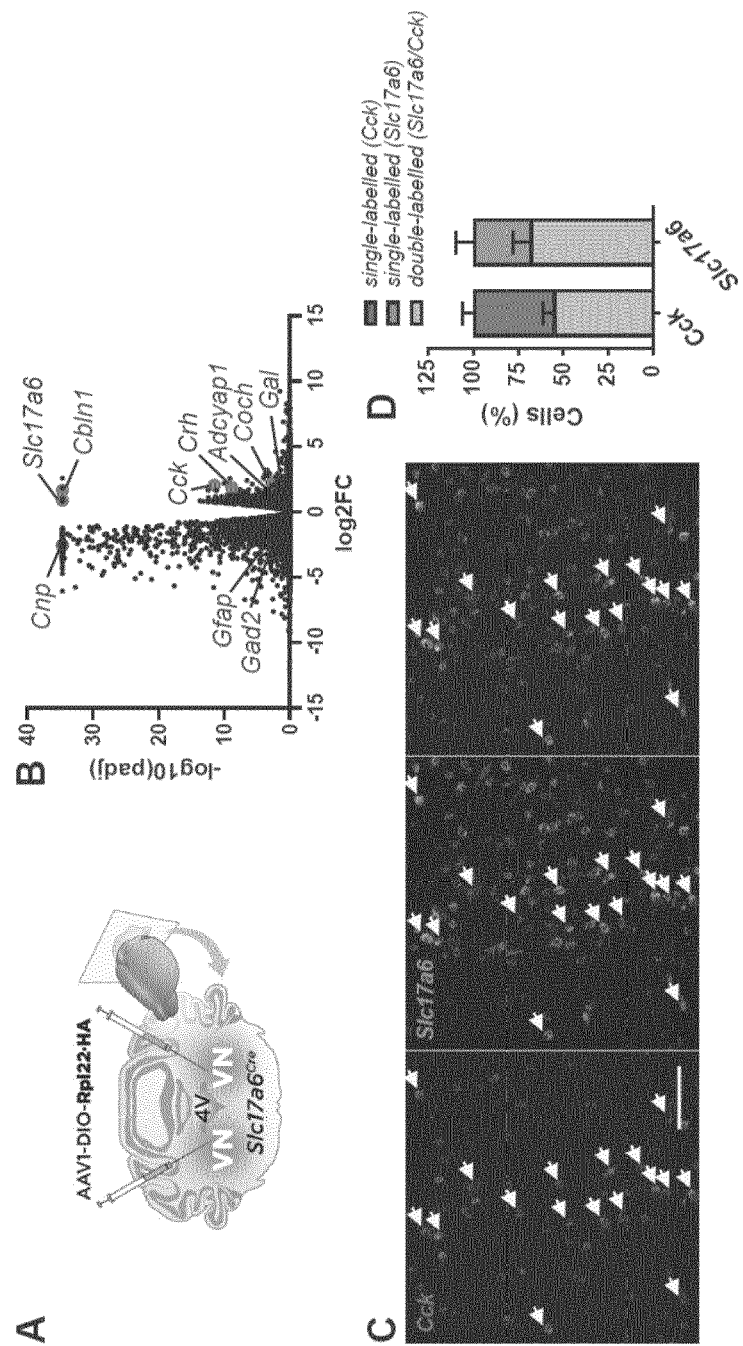 A
AAV1-DIO-Rpl22-HA
4V
VN
VN
Slc17a6Cre
B
-log10(padj)
40
30
20
10
0
-15
-10
-5
0
5
10
15
log2FC
Cnp
Gfap
Gad2
Slc17a6
Cbln1
Cck
Crh
Adcyap1
Coch
Gal
C
Cck
Slc17a6
D
single-labelled (Cck)
single-labelled (Slc17a6)
double-labelled (Slc17a6/Cck)
Cells (%)
125
100
75
50
25
0
Cck
Slc17a6